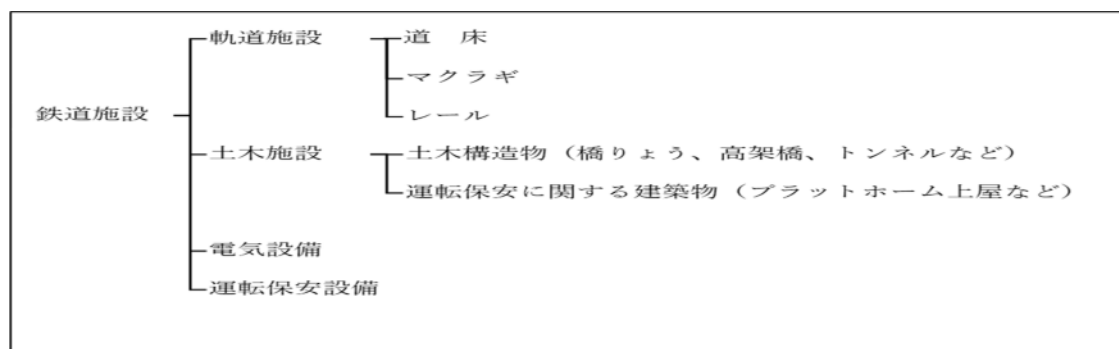 軌道施設 道 床
マクラギ
鉄道施設 レール
土木施設 土木構造物（橋りょう、高架橋、トンネルなど）
運転保安に関する建築物（プラットホーム上屋など）
電気設備
運転保安設備